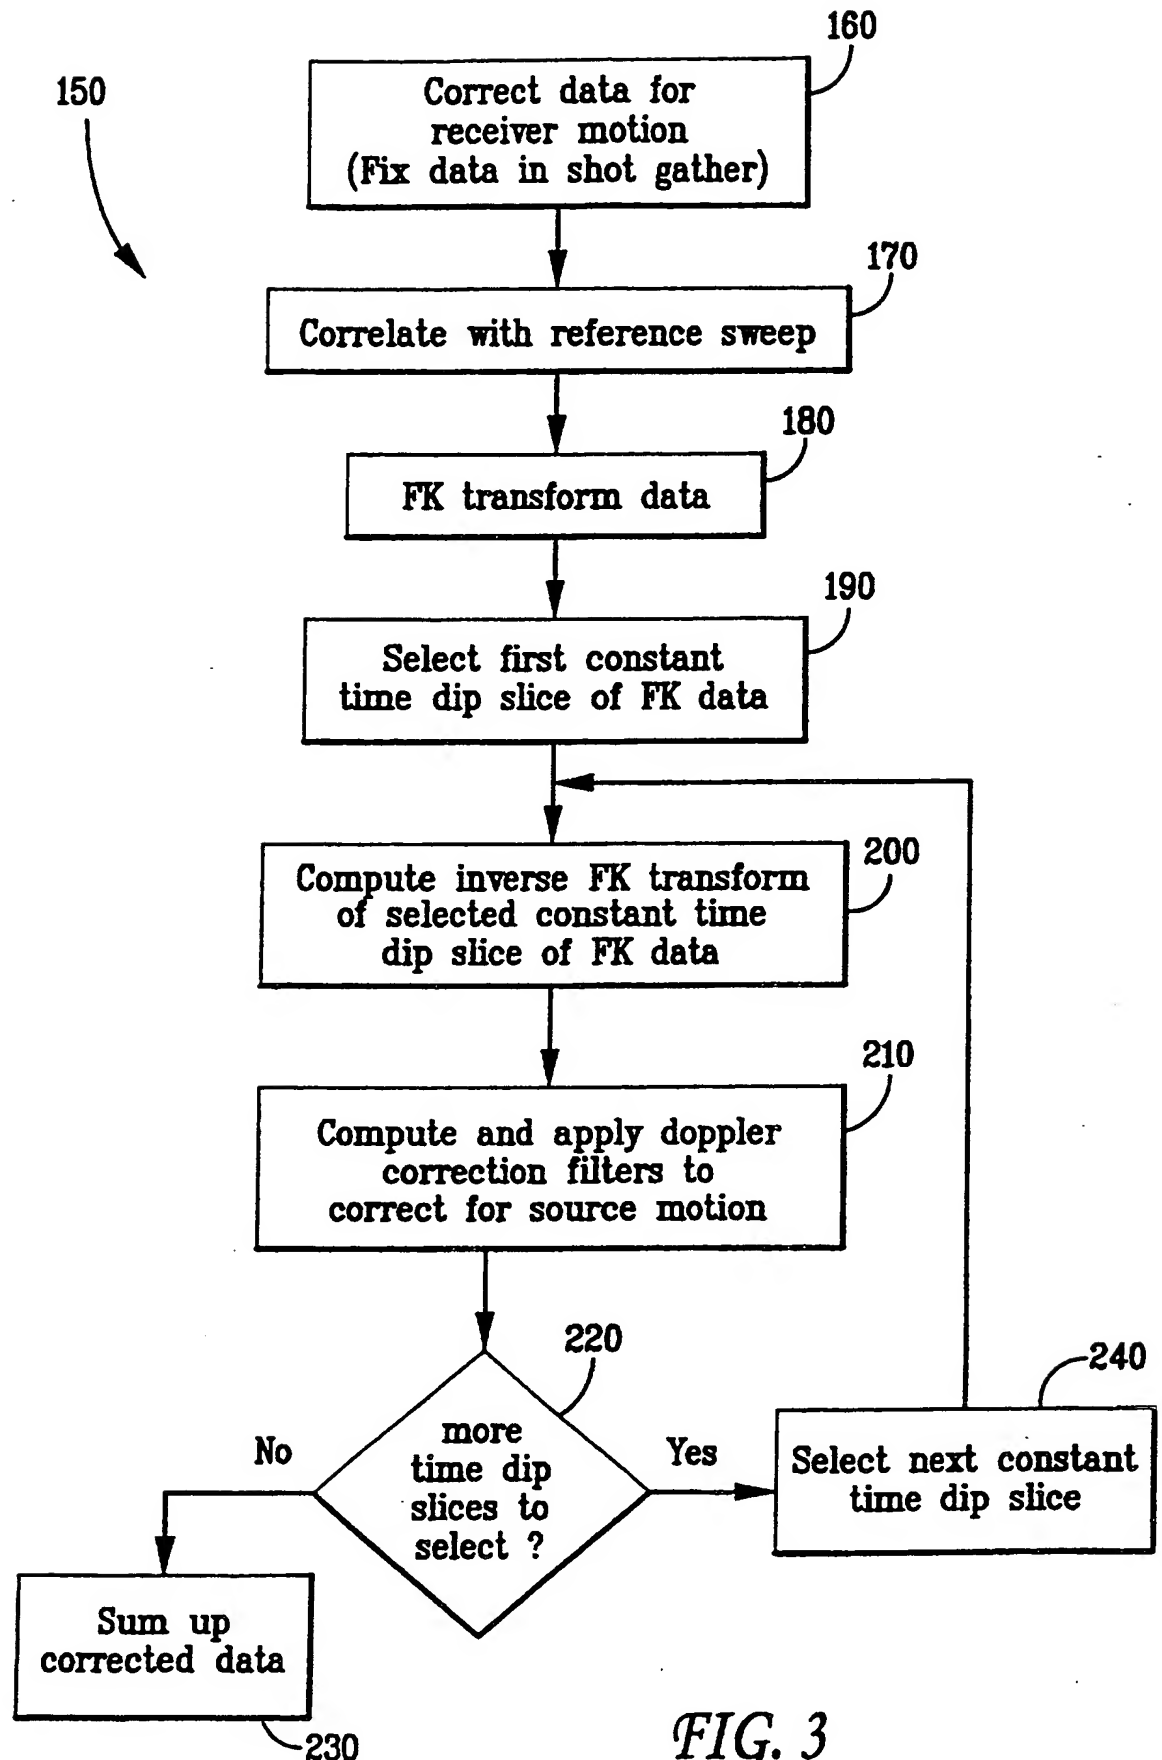 160
150
Correct data for
receiver motion
(Fix data in shot gather)
170
Correlate with reference sweep
180
FK transform data
190
Select first constant
time dip slice of FK data
200
Compute inverse FK transform
of selected constant time
dip slice of FK data
210
Compute and apply doppler
correction filters to
correct for source motion
220
240
more
time dip
slices to
select ?
No
Yes
Select next constant
time dip slice
Sum up
corrected data
230
FIG. 3